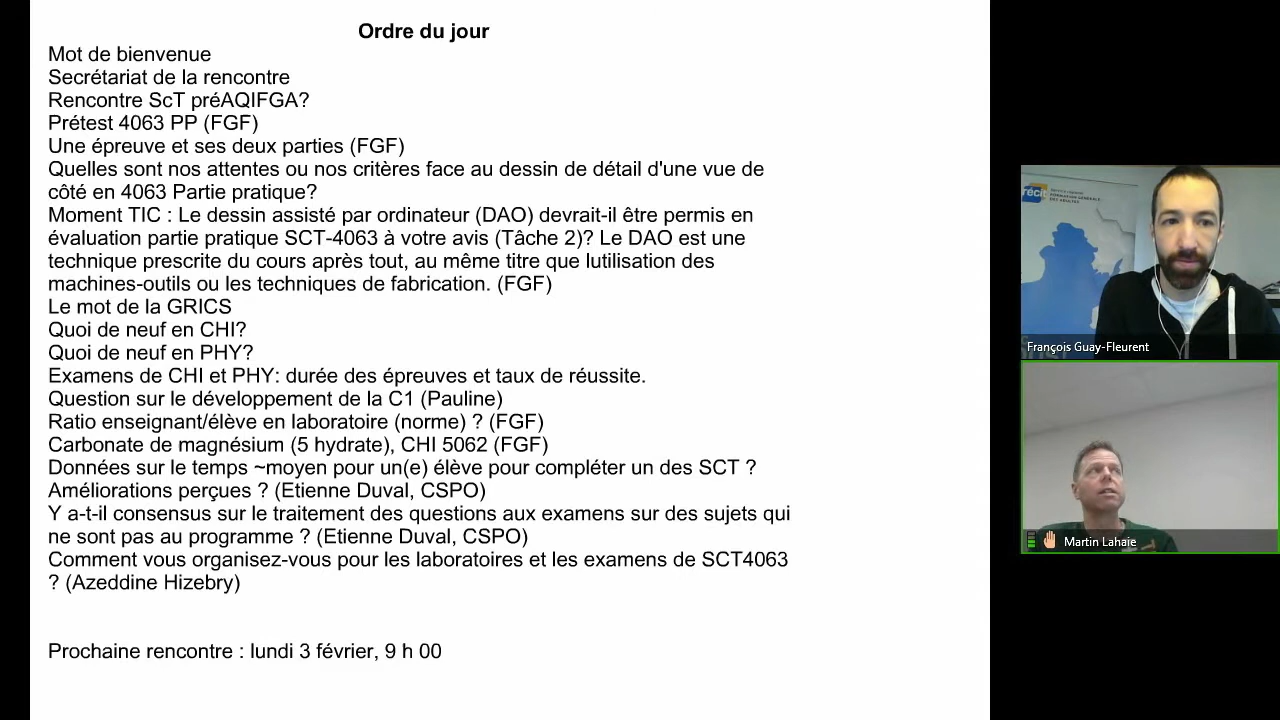 Ordre du jour
Mot de bienvenue
Secrétariat de la rencontre
Rencontre ScT préAQIFGA?
Prétest 4063 PP (FGF)
Une épreuve et ses deux parties (FGF)
Quelles sont nos attentes ou nos critères face au dessin de détail d'une vue de
côté en 4063 Partie pratique?
Moment TIC : Le dessin assisté par ordinateur (DAO) devrait-il être permis en
évaluation partie pratique SCT-4063 à votre avis (Tâche 2)? Le DAO est une
technique prescrite du cours après tout, au même titre que lutilisation des
machines-outils ou les techniques de fabrication. (FGF)
Le mot de la GRICS
Quoi de neuf en CHI?
Quoi de neuf en PHY?
Examens de CHI et PHY: durée des épreuves et taux de réussite.
Question sur le développement de la C1 (Pauline)
Ratio enseignant/élève en laboratoire (norme) ? (FGF)
Carbonate de magnésium (5 hydrate), CHI 5062 (FGF)
Données sur le temps ~moyen pour un(e) élève pour compléter un des SCT ?
Améliorations perçues ? (Etienne Duval, CSPO)
Y a-t-il consensus sur le traitement des questions aux examens sur des sujets qui
ne sont pas au programme ? (Etienne Duval, CSPO)
Comment vous organisez-vous pour les laboratoires et les examens de SCT4063
? (Azeddine Hizebry)
Prochaine rencontre : lundi 3 février, 9 h 00
récit
FORMATION GÉNÉRALE
DES ADULTES
François Guay-Fleurent
Martin Lahaie